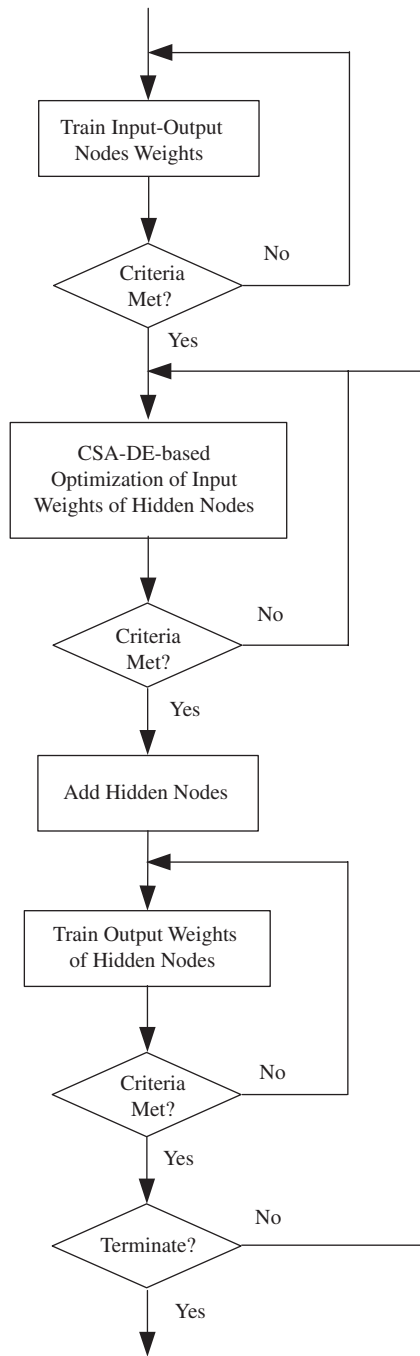 Train Input-Output
Nodes Weights
No
Criteria
Met?
Yes
CSA-DE-based
Optimization of Input
Weights of Hidden Nodes
No
Criteria
Met?
Yes
Add Hidden Nodes
Train Output Weights
of Hidden Nodes
No
Criteria
Met?
Yes
No
Terminate?
Yes